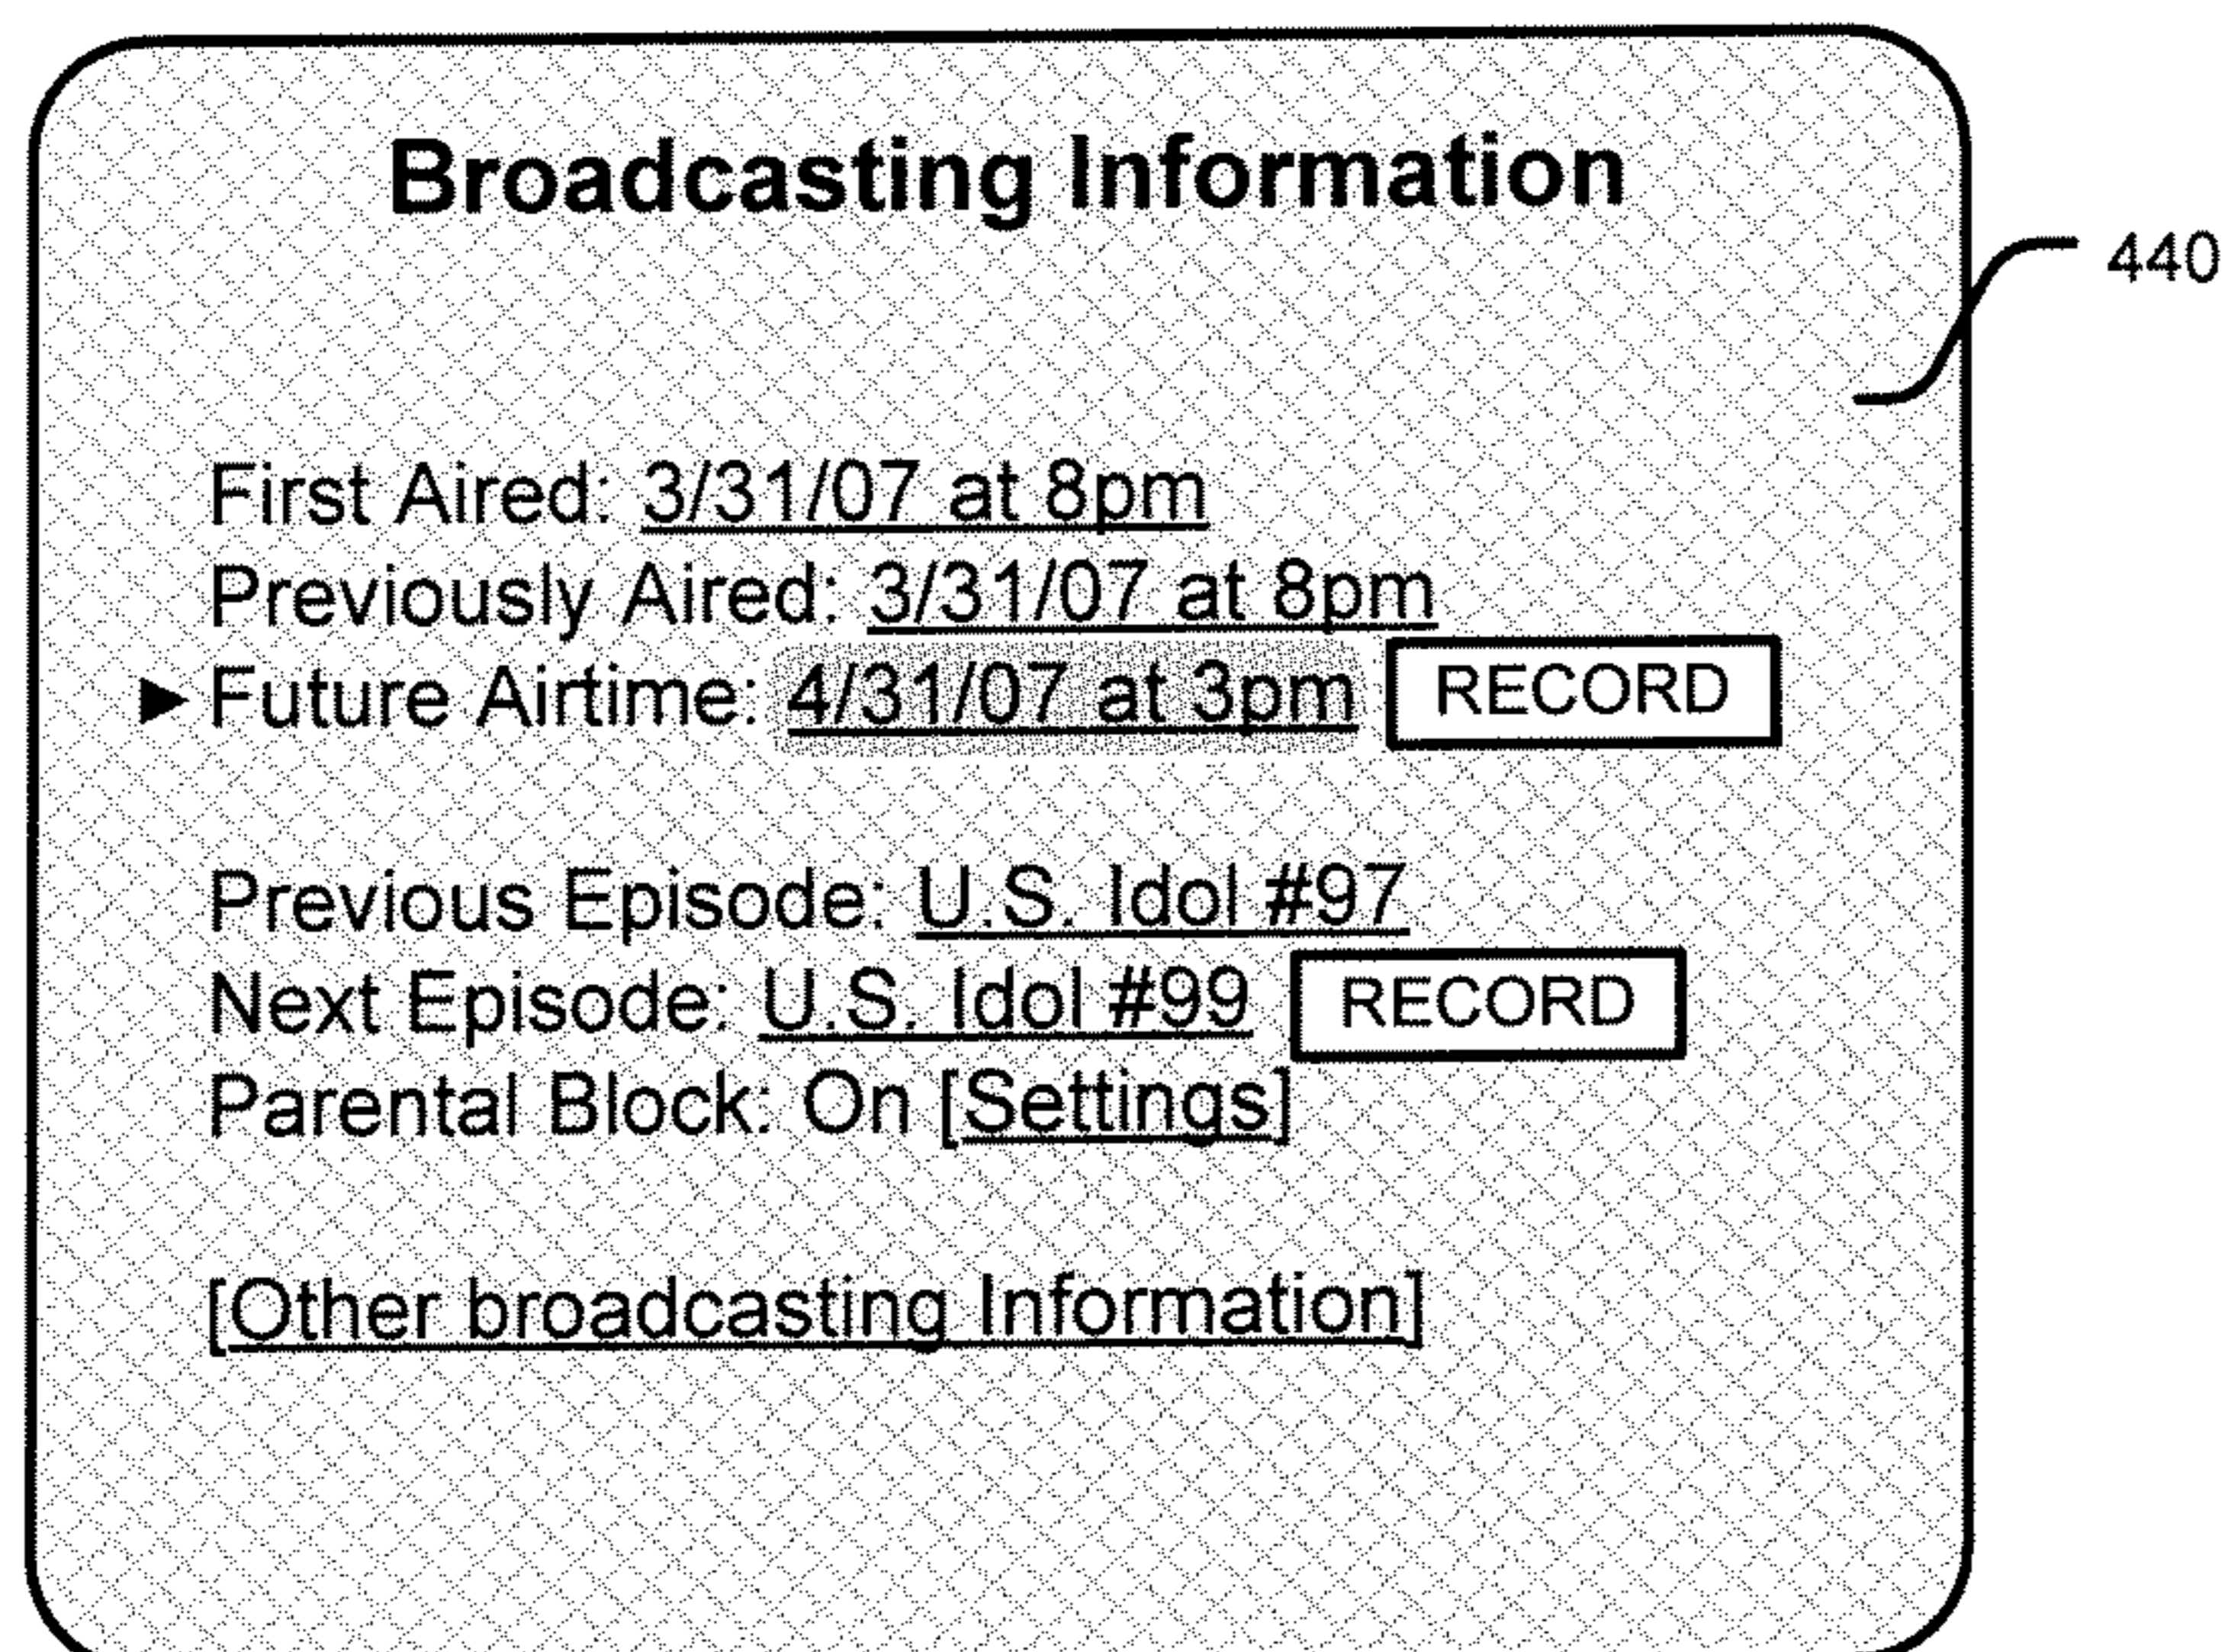 Broadcasting Information
440
First Aired: 3/31/07 at 8pm
Previously Aired: 3/31/07 at 8pm
►Future Airtime: 4/31/07 at 3pm RECORD
Previous Episode: U.S. Idol #97
Next Episode: U.S. Idol #99 RECORD
Parental Block: On [Settings]
[Other broadcasting Information]